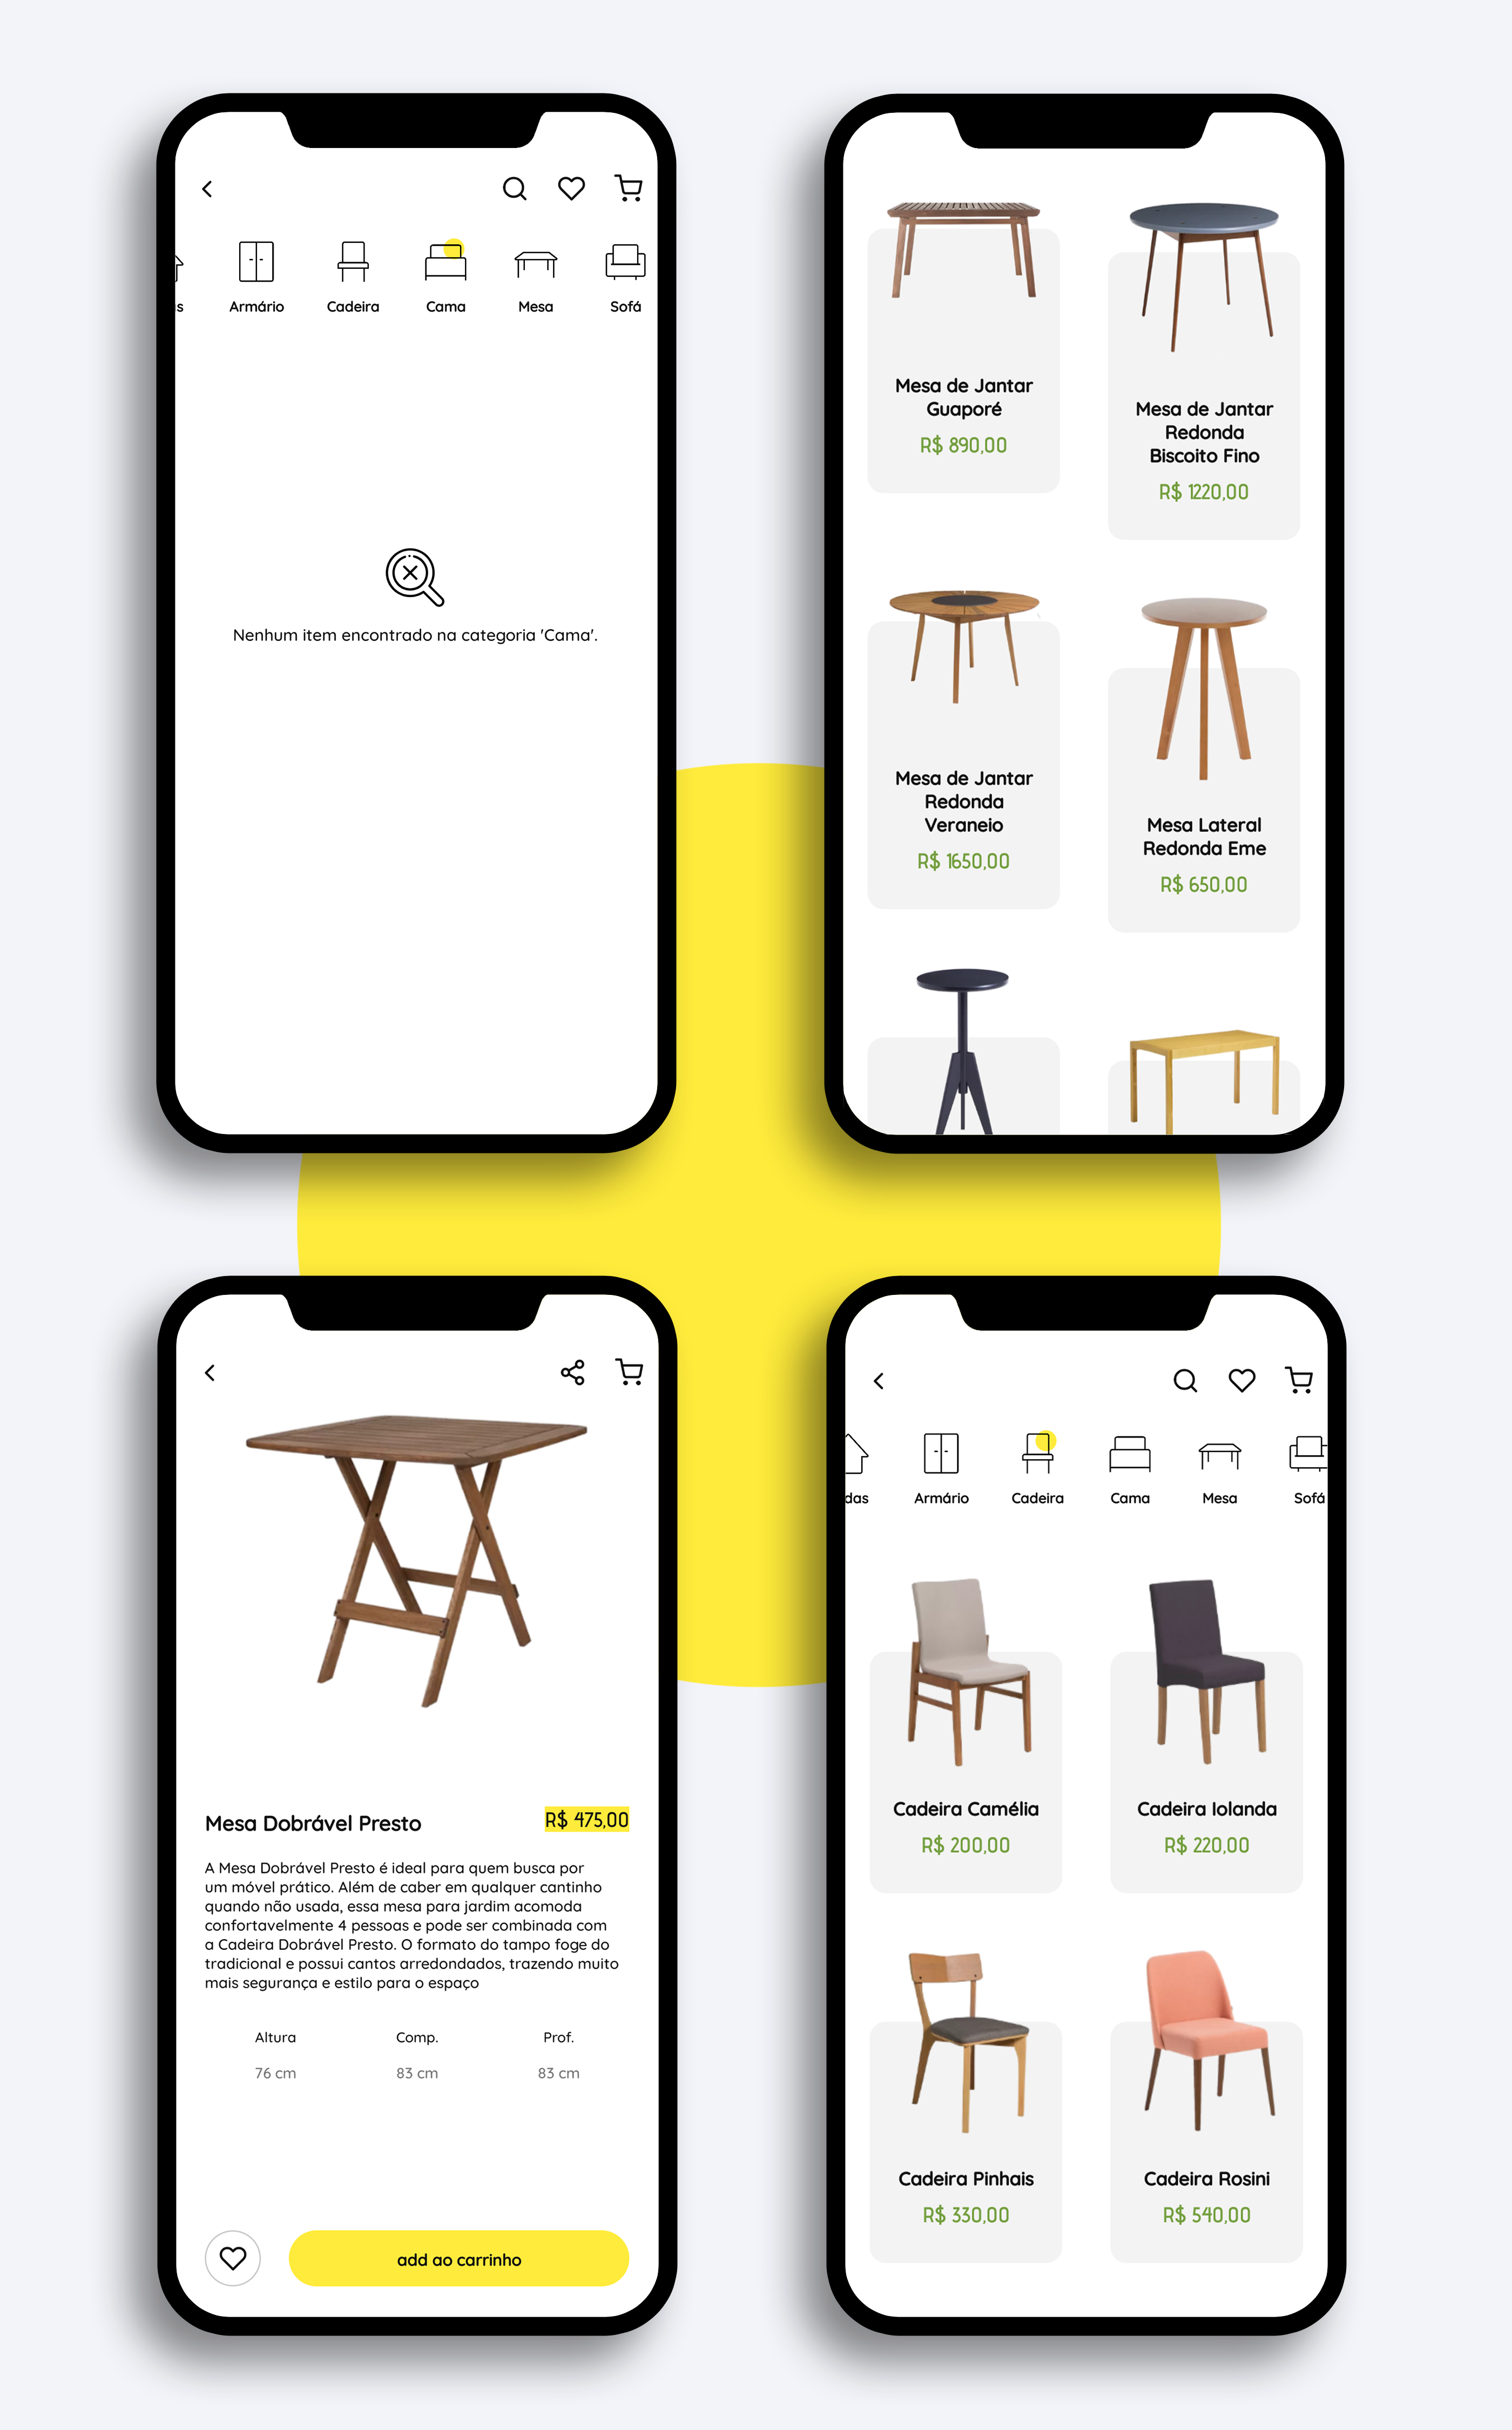 s
Armário
Cadeira
Cama
Mesa
Sofá
Nenhum item encontrado na categoria 'Cama'.
Mesa de Jantar
Guaporé
R$ 890,00
Mesa de Jantar
Redonda
Biscoito Fino
R$ 1220,00
Mesa de Jantar
Redonda
Veraneio
R$ 1650,00
Mesa Lateral
Redonda Eme
R$ 650,00
Mesa Dobrável Presto
R$ 475,00
A Mesa Dobrável Presto é ideal para quem busca por
um móvel prático. Além de caber em qualquer cantinho
quando não usada, essa mesa para jardim acomoda
confortavelmente 4 pessoas e pode ser combinada com
a Cadeira Dobrável Presto. O formato do tampo foge do
tradicional e possui cantos arredondados, trazendo muito
mais segurança e estilo para o espaço
Altura
Comp.
Prof.
76 cm
83 cm
83 cm
add ao carrinho
das
Armário
Cadeira
Cama
Mesa
Sofá
Cadeira Camélia
R$ 200,00
Cadeira Iolanda
R$ 220,00
Cadeira Pinhais
R$ 330,00
Cadeira Rosini
R$ 540,00